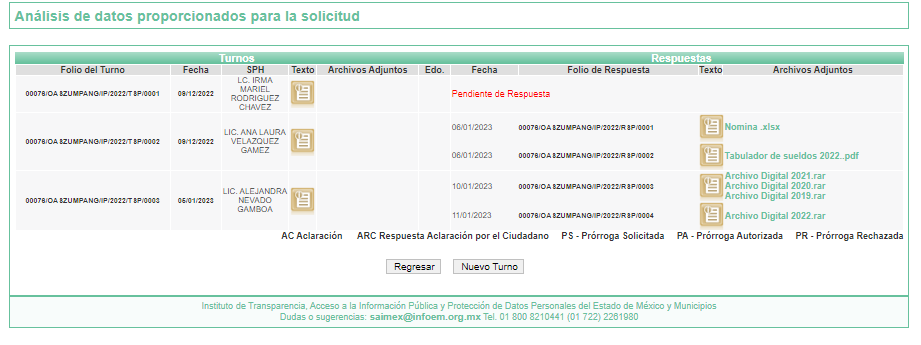 Análisis de datos proporcionados para la solicitud
Turnos Respuestas
Folio del Turno Fecha SPH Texto Archivos Adjuntos Edo. Fecha Folio de Respuesta Texto Archivos Adjuntos
00076/OASZUMPANG/IP/2022/TSP/0001 09/12/2022 LC. IRMA MARIEL RODRIGUEZ CHAVEZ Pendiente de Respuesta
00076/OASZUMPANG/IP/2022/TSP/0002 09/12/2022 LIC. ANA LAURA VELAZQUEZ GAMEZ
06/01/2023 00076/OASZUMPANG/IP/2022/RSP/0001 Nomina .xlsx
06/01/2023 00076/OASZUMPANG/IP/2022/RSP/0002 Tabulador de sueldos 2022..pdf
00076/OASZUMPANG/IP/2022/TSP/0003 05/01/2023 LIC. ALEJANDRA NEVADO GAMBOA
10/01/2023 00076/OASZUMPANG/IP/2022/RSP/0003 Archivo Digital 2021.rar
Archivo Digital 2020.rar
Archivo Digital 2019.rar
11/01/2023 00076/OASZUMPANG/IP/2022/RSP/0004 Archivo Digital 2022.rar
AC Aclaración ARC Respuesta Aclaración por el Ciudadano PS - Prórroga Solicitada PA - Prórroga Autorizada PR - Prórroga Rechazada
Regresar Nuevo Turno
Instituto de Transparencia, Acceso a la Información Pública y Protección de Datos Personales del Estado de México y Municipios
Dudas o sugerencias: saimex@infoem.org.mx Tel. 01 800 8210441 (01 722) 2261980